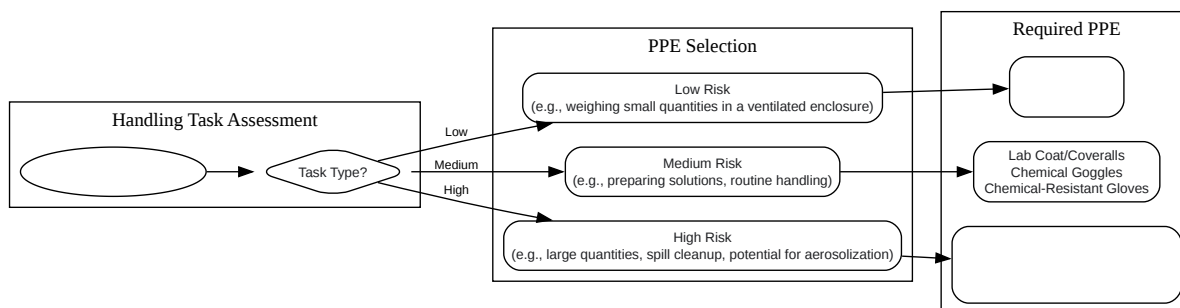 Handling Task Assessment
Task Type?
Low
Medium
High
PPE Selection
Low Risk
(e.g., weighing small quantities in a ventilated enclosure)
Medium Risk
(e.g., preparing solutions, routine handling)
High Risk
(e.g., large quantities, spill cleanup, potential for aerosolization)
Required PPE
Lab Coat/Coveralls
Chemical Goggles
Chemical-Resistant Gloves